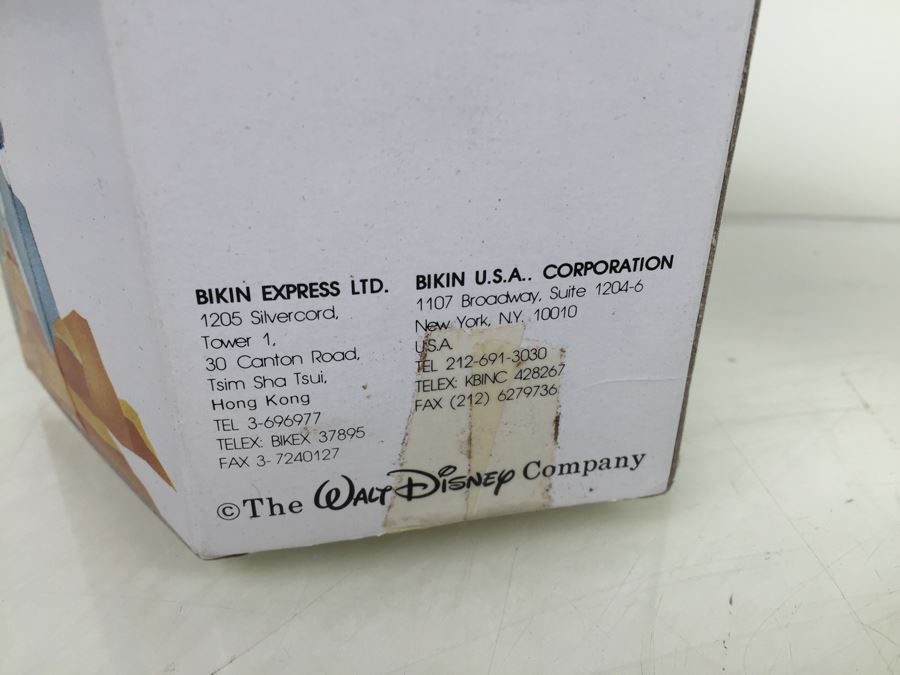 BIKIN EXPRESS LTD.
1205 Silvercord,
Tower 1,
30 Canton Road,
Tsim Sha Tsui,
Hong Kong
TEL 3-696977
TELEX: BIKEX 37895
FAX 3-7240127
BIKIN U.S.A.. CORPORATION
1107 Broadway, Suite 1204-6
New York, N.Y. 10010
U.S.A.
TEL 212-691-3030
TELEX: KBINC 428267
FAX (212) 6279736
©The WALT DISNEY Company